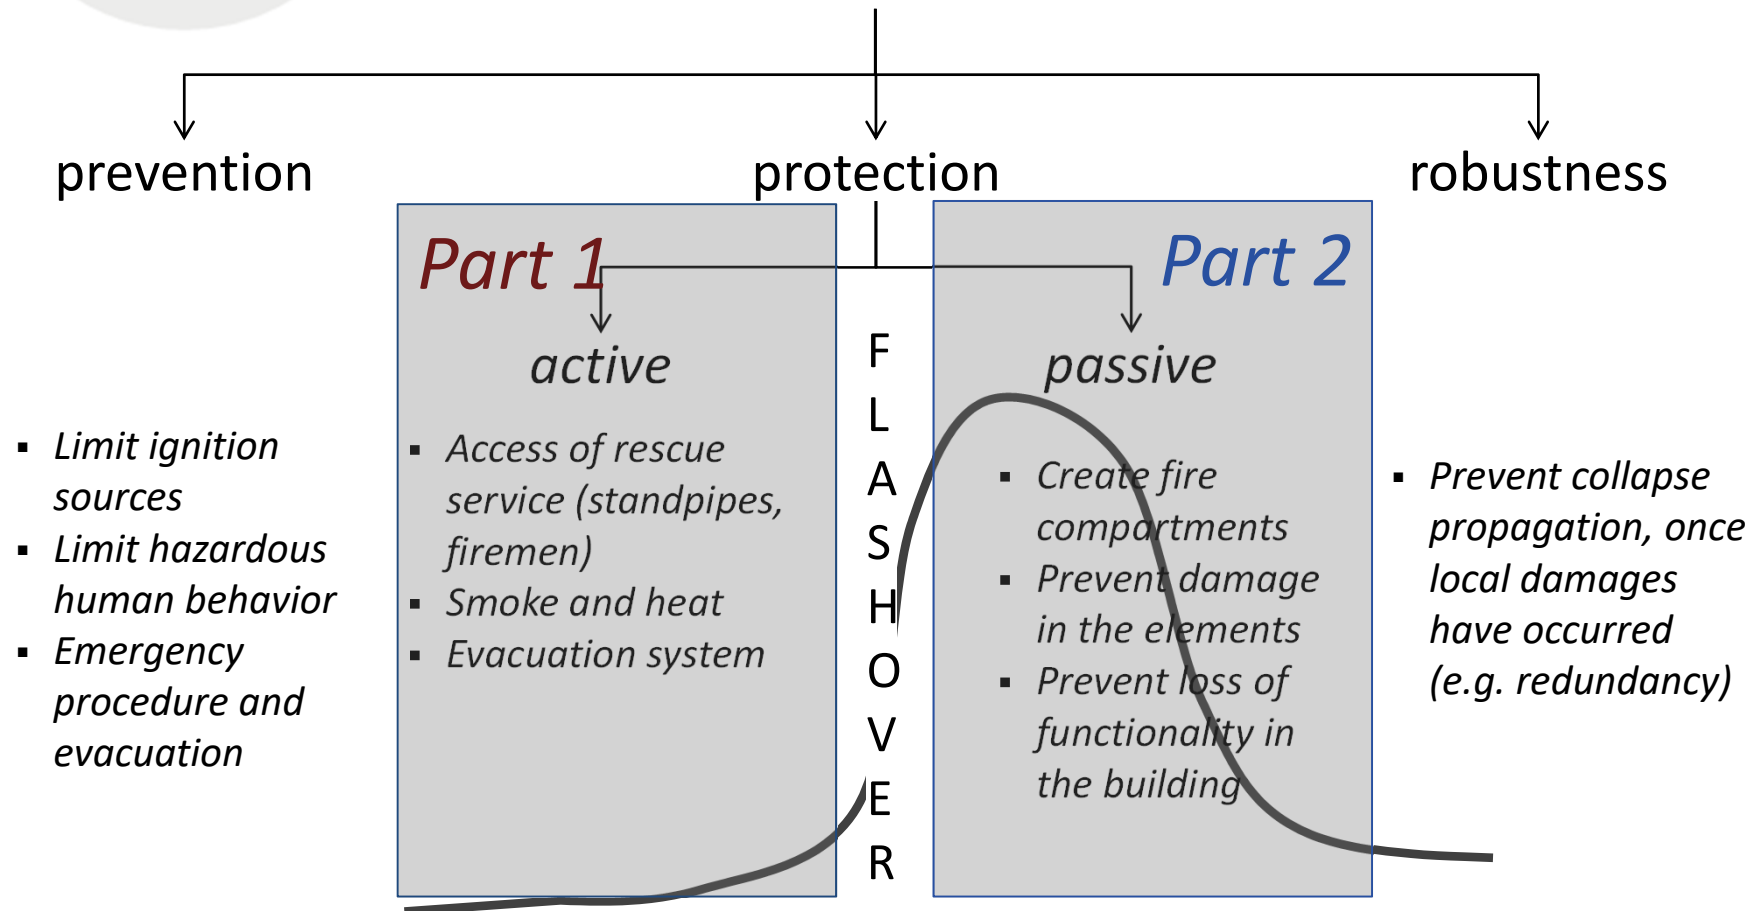 prevention
protection
robustness
Part 1
Part 2
active
passive
▪ Limit ignition
sources
▪ Limit hazardous
human behavior
▪ Emergency
procedure and
evacuation
▪ Access of rescue
service (standpipes,
firemen)
▪ Smoke and heat
▪ Evacuation system
F
L
A
S
H
O
V
E
R
▪ Create fire
compartments
▪ Prevent damage
in the elements
▪ Prevent loss of
functionality in
the building
▪ Prevent collapse
propagation, once
local damages
have occurred
(e.g. redundancy)